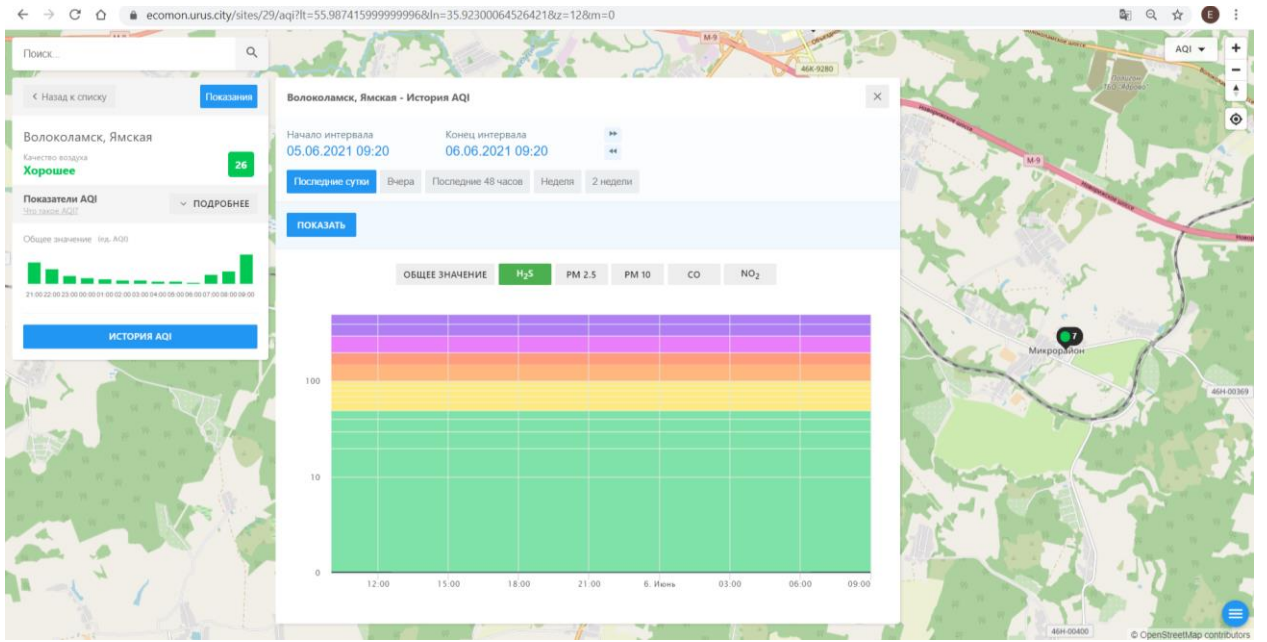 ecomon.urus.city/sites/29/aqi?lt=55.987415999999996&ln=35.92300064526421&z=12&m=0
E
Поиск...
AQI
< Назад к списку
Показания
Волоколамск, Ямская
Качество воздуха
Хорошее
26
Показатели AQI
Что такое AQI?
ПОДРОБНЕЕ
Общее значение (ед. AQI)
21:00 22:00 23:00 00:00 01:00 02:00 03:00 04:00 05:00 06:00 07:00 08:00 09:00
ИСТОРИЯ AQI
Волоколамск, Ямская - История AQI
Начало интервала
Конец интервала
05.06.2021 09:20
06.06.2021 09:20
Последние сутки
Вчера
Последние 48 часов
Неделя
2 недели
ПОКАЗАТЬ
ОБЩЕЕ ЗНАЧЕНИЕ
H₂S
PM 2.5
PM 10
CO
NO₂
100
10
0
12:00
15:00
18:00
21:00
6. Июнь
03:00
06:00
09:00
М-9
46К-9280
Полигон
ТБО "Ядрово"
М-9
Новорижское шоссе
7
Микрорайон
46Н-00369
46Н-00400
© OpenStreetMap contributors